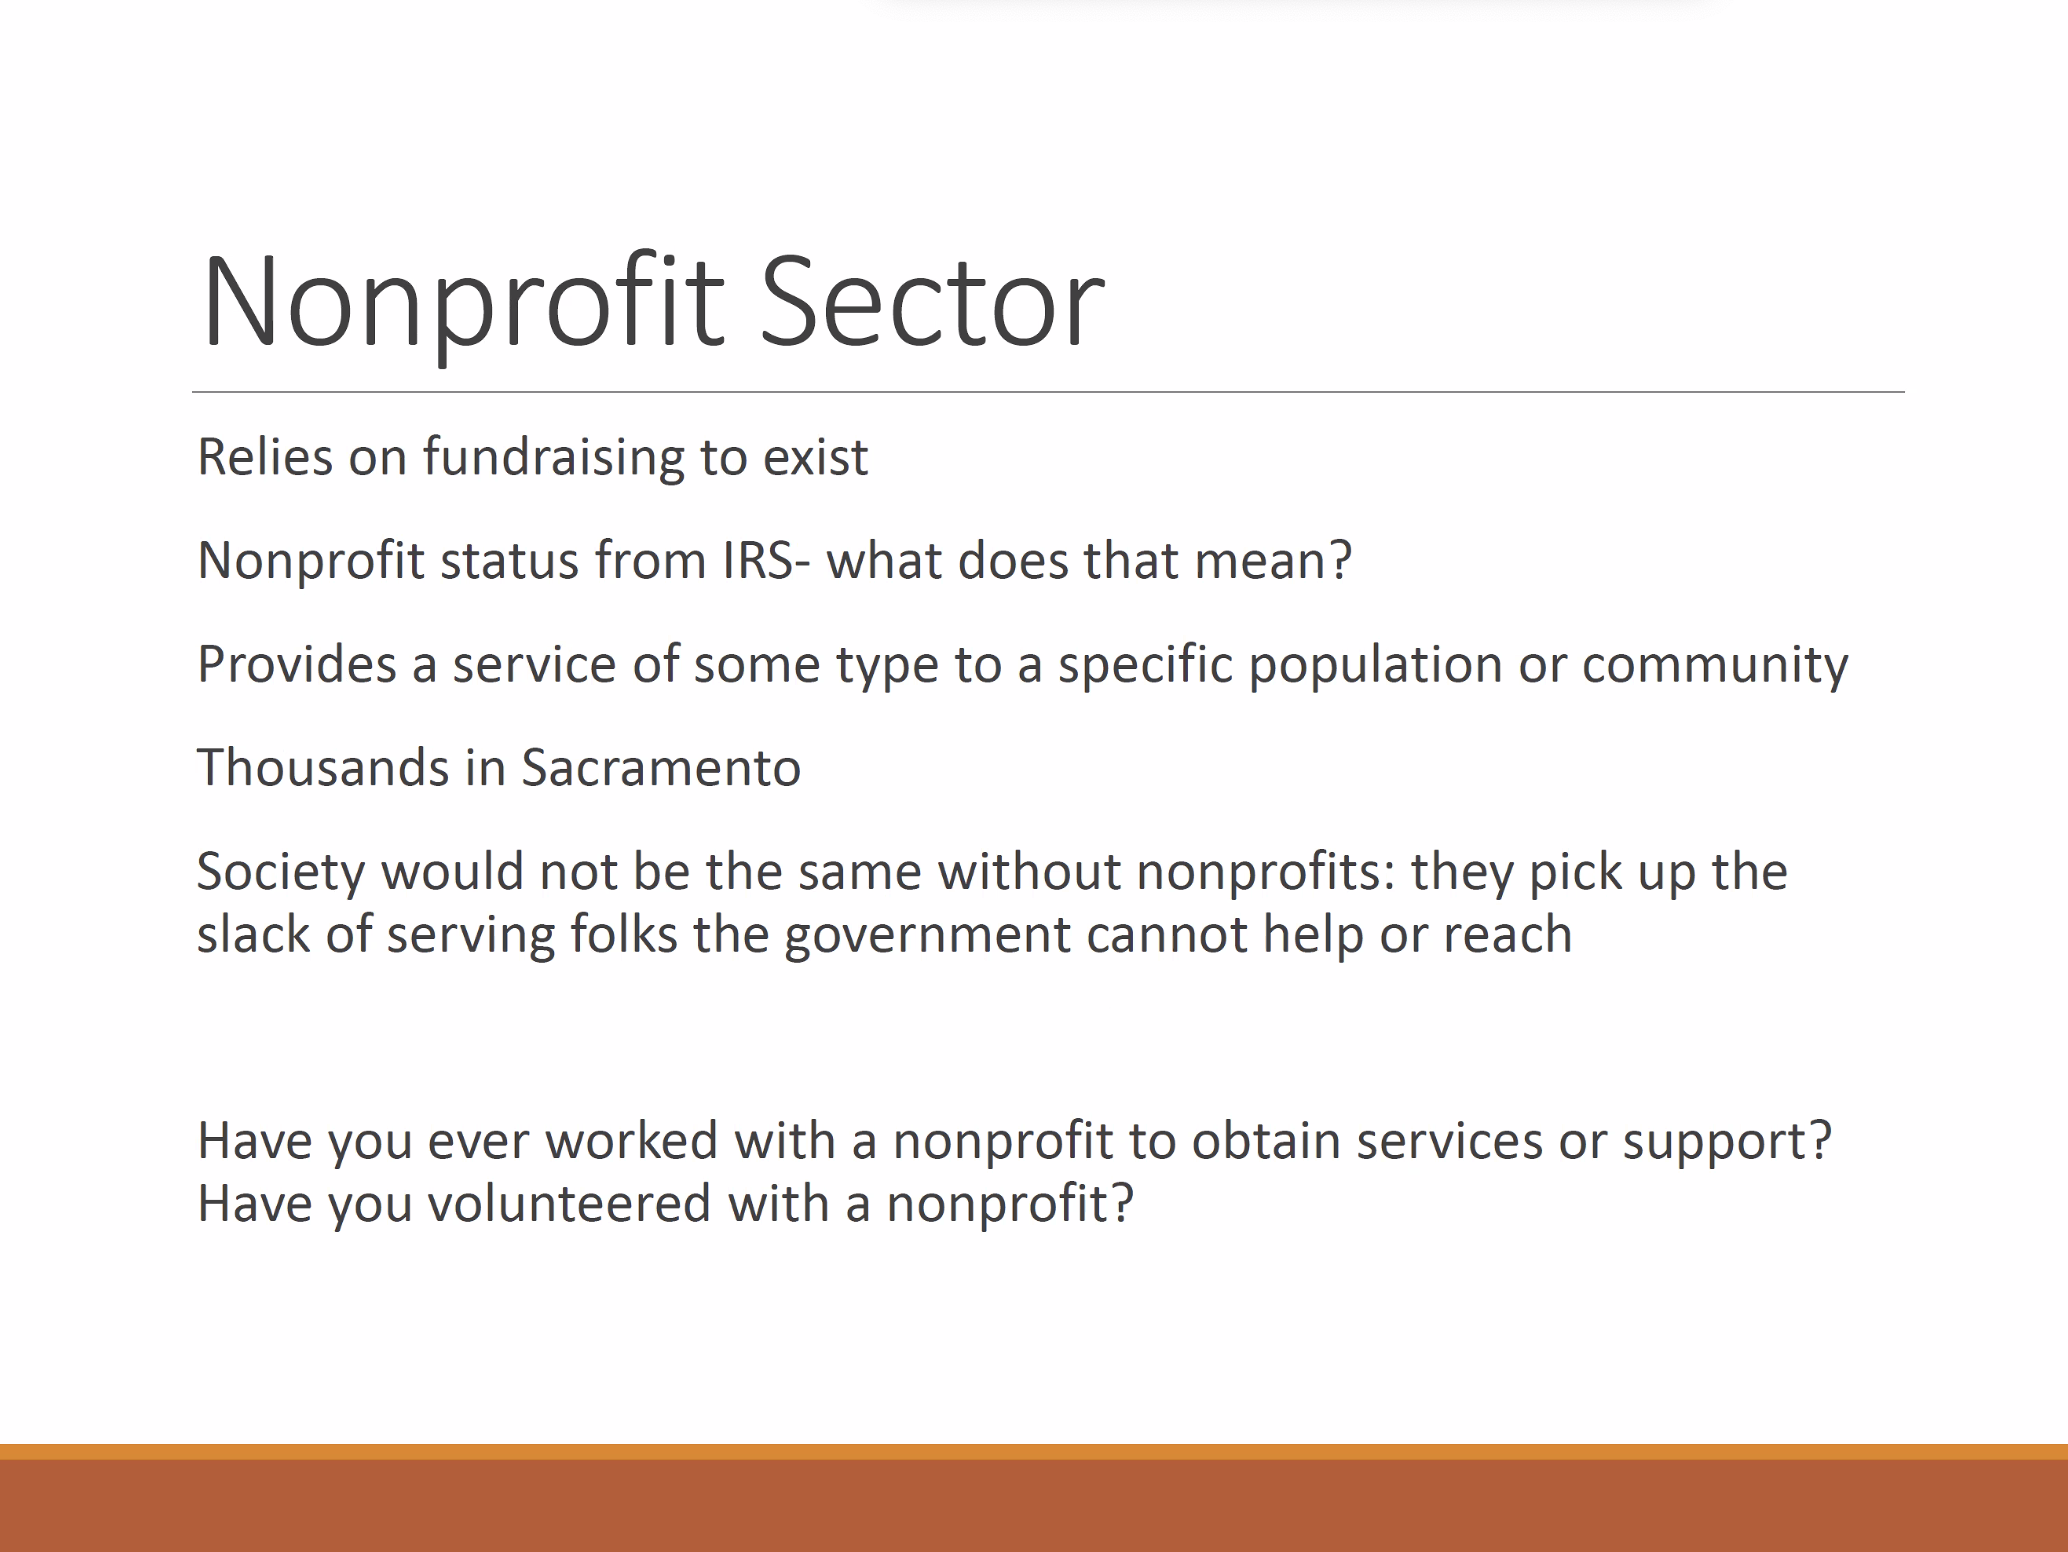 Nonprofit Sector
Relies on fundraising to exist
Nonprofit status from IRS- what does that mean?
Provides a service of some type to a specific population or community
Thousands in Sacramento
Society would not be the same without nonprofits: they pick up the
slack of serving folks the government cannot help or reach
Have you ever worked with a nonprofit to obtain services or support?
Have you volunteered with a nonprofit?